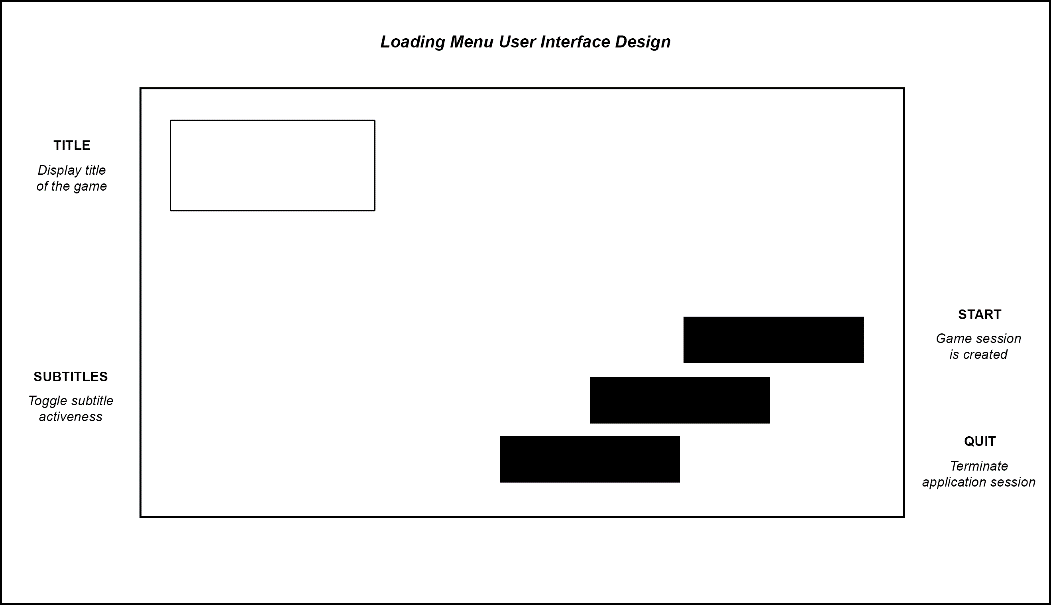 Loading Menu User Interface Design
TITLE
Display title
of the game
SUBTITLES
Toggle subtitle
activeness
START
Game session
is created
QUIT
Terminate
application session